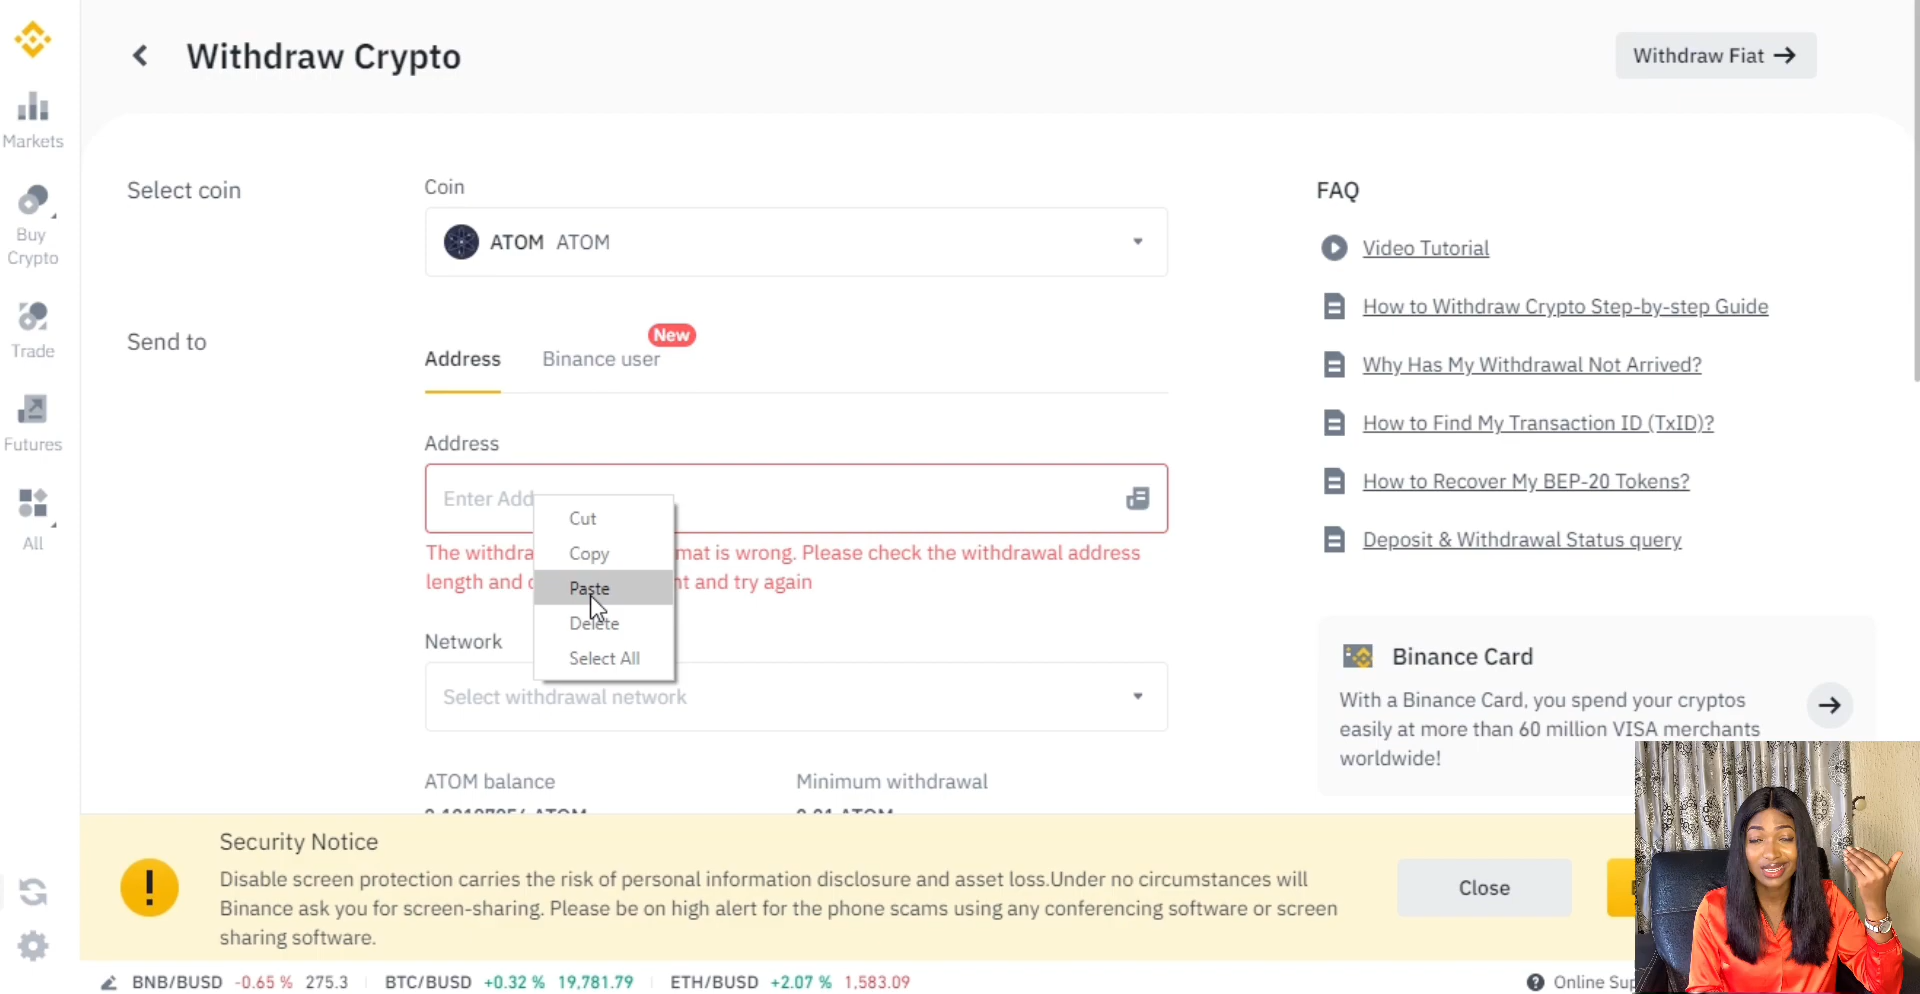 Withdraw Crypto
Withdraw Fiat
Markets
Buy
Crypto
Trade
Futures
All
Select coin
Coin
ATOM ATOM
Send to
Address
Binance user
New
Address
Enter Add
Cut
Copy
Paste
Delete
Select All
The withdra mat is wrong. Please check the withdrawal address
length and nt and try again
Network
Select withdrawal network
ATOM balance
Minimum withdrawal
FAQ
Video Tutorial
How to Withdraw Crypto Step-by-step Guide
Why Has My Withdrawal Not Arrived?
How to Find My Transaction ID (TxID)?
How to Recover My BEP-20 Tokens?
Deposit & Withdrawal Status query
Binance Card
With a Binance Card, you spend your cryptos
easily at more than 60 million VISA merchants
worldwide!
Security Notice
Disable screen protection carries the risk of personal information disclosure and asset loss.Under no circumstances will
Binance ask you for screen-sharing. Please be on high alert for the phone scams using any conferencing software or screen
sharing software.
Close
BNB/BUSD -0.65 % 275.3 BTC/BUSD +0.32 % 19,781.79 ETH/BUSD +2.07 % 1,583.09
Online Sup